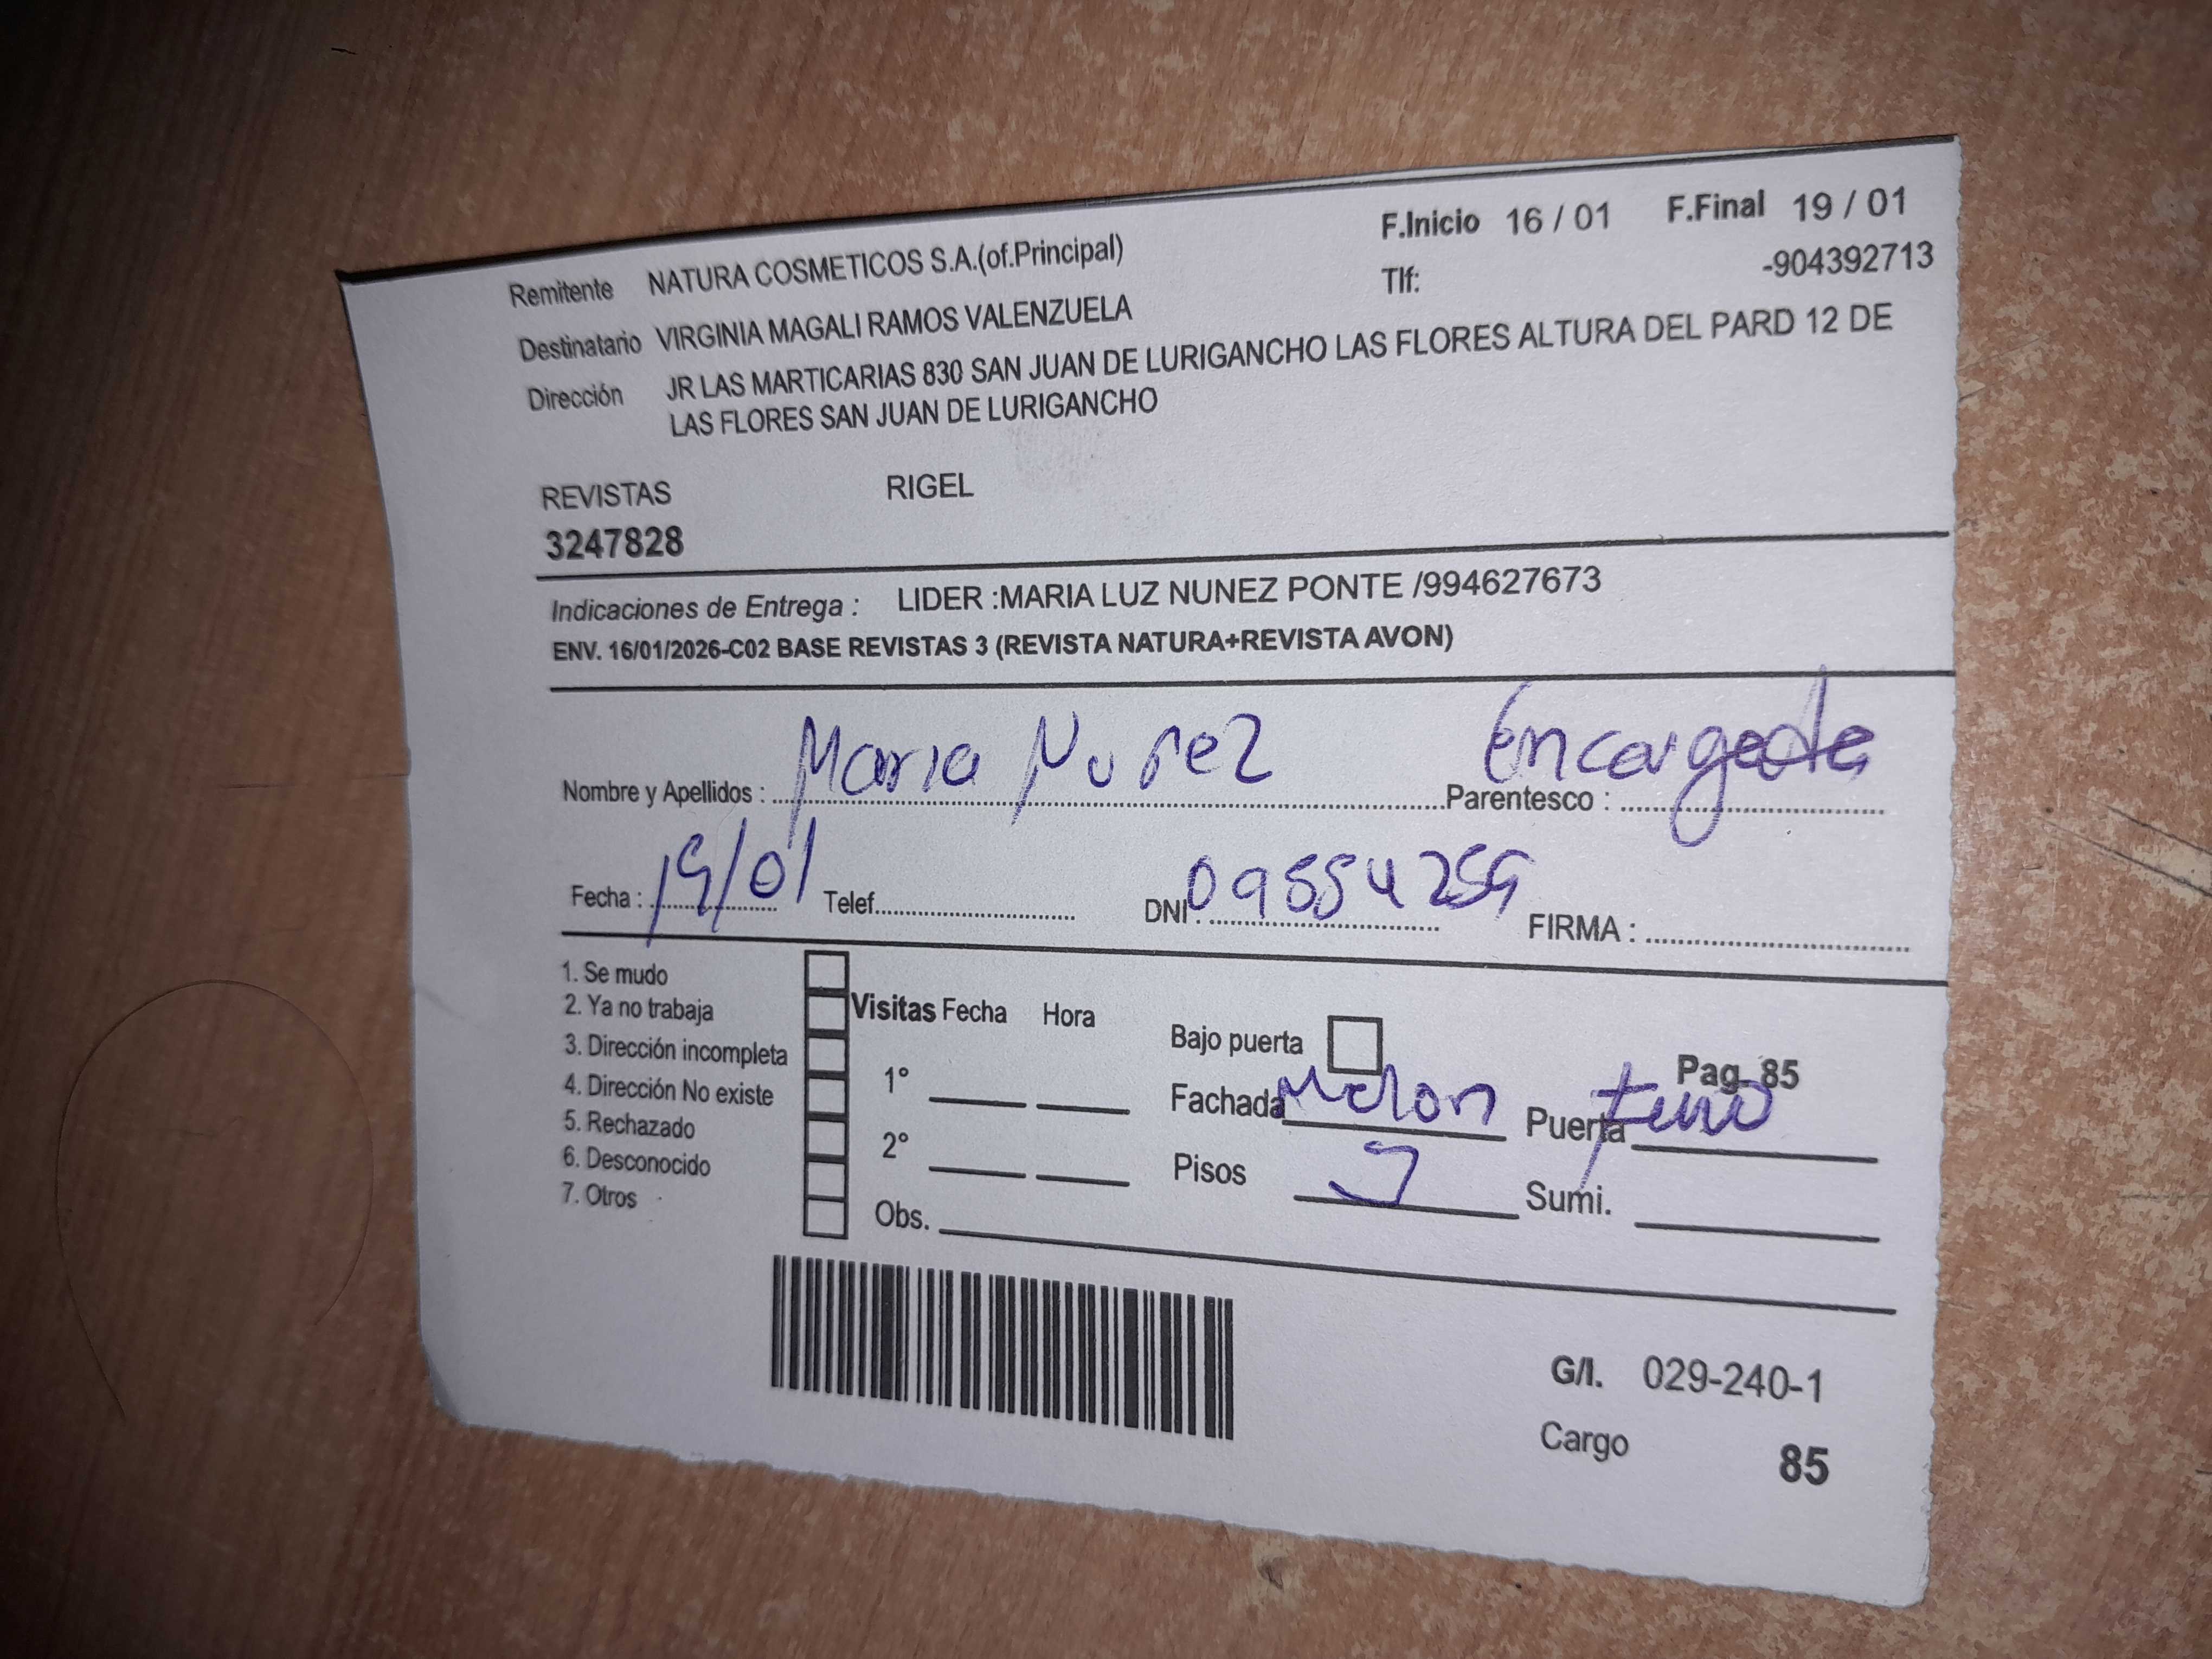 F.Inicio 16 / 01 F.Final 19 / 01
Remitente NATURA COSMETICOS S.A.(of.Principal) Tlf: -904392713
Destinatario VIRGINIA MAGALI RAMOS VALENZUELA
Dirección JR LAS MARTICARIAS 830 SAN JUAN DE LURIGANCHO LAS FLORES ALTURA DEL PARD 12 DE
LAS FLORES SAN JUAN DE LURIGANCHO
REVISTAS RIGEL
3247828
Indicaciones de Entrega : LIDER :MARIA LUZ NUNEZ PONTE /994627673
ENV. 16/01/2026-C02 BASE REVISTAS 3 (REVISTA NATURA+REVISTA AVON)
Nombre y Apellidos : Maria Nuñez Parentesco : Encargada
Fecha : 19/01 Telef. DNI : FIRMA :
1. Se mudo
2. Ya no trabaja
3. Dirección incompleta
4. Dirección No existe
5. Rechazado
6. Desconocido
7. Otros
Visitas Fecha Hora
1°
2°
Obs.
Bajo puerta Pag. 85
Fachada Melon Puerta
Pisos Sumi.
G/I. 029-240-1
Cargo 85